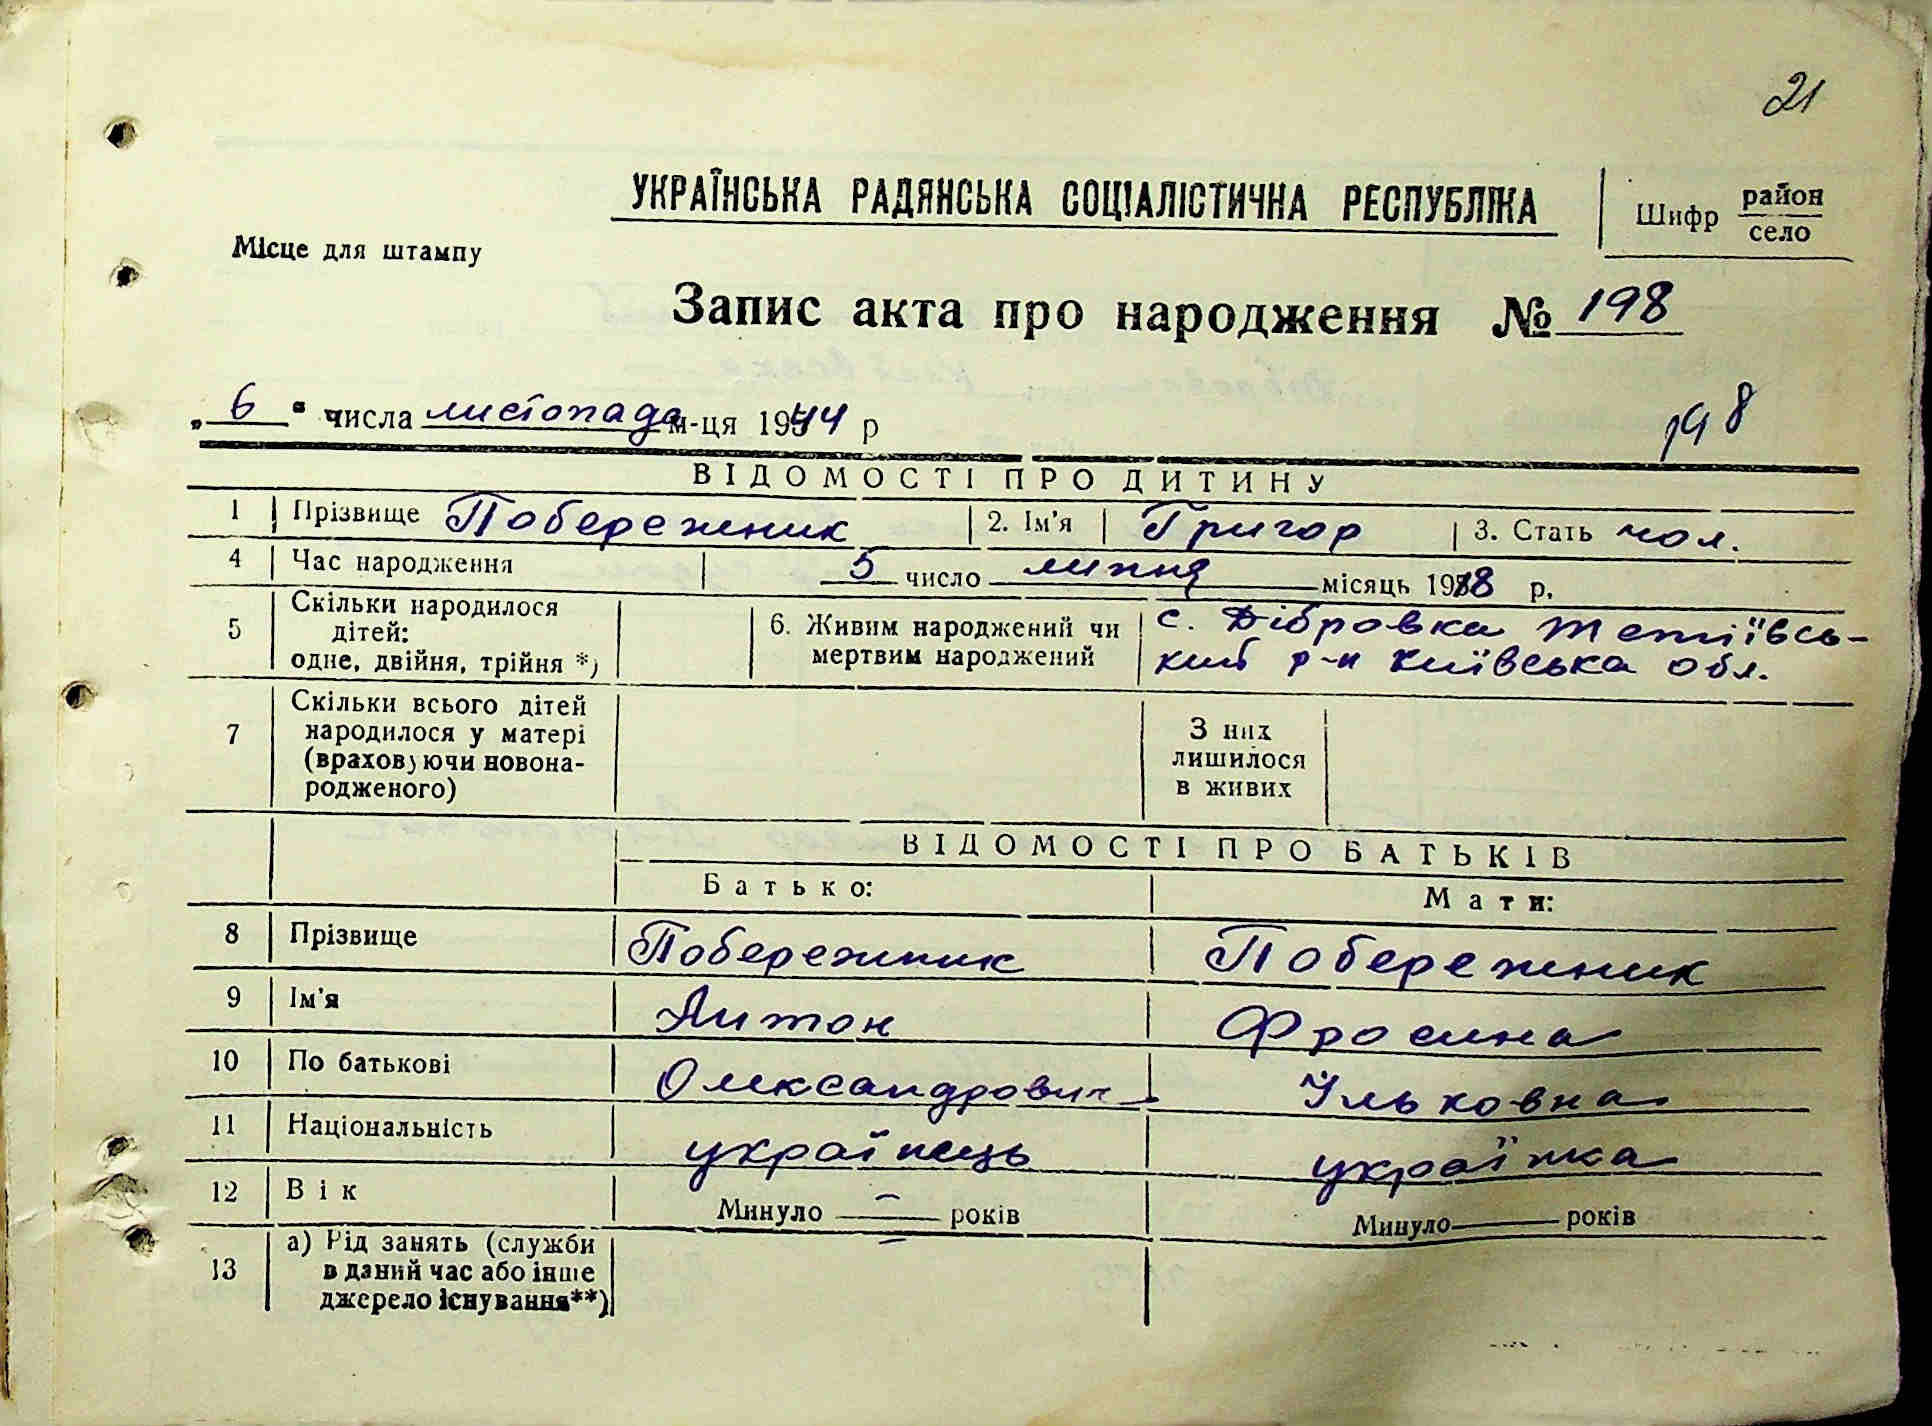 21
УКРАЇНСЬКА РАДЯНСЬКА СОЦІАЛІСТИЧНА РЕСПУБЛІКА
Шифр район
село
Місце для штампу
Запис акта про народження № 198
„6“ числа листопада м-ця 1944 р
198
ВІДОМОСТІ ПРО ДИТИНУ
1 Прізвище Побережник 2. Ім'я Григор 3. Стать чол.
4 Час народження 5 число липня місяць 1918 р.
5 Скільки народилося дітей: одне, двійня, трійня *) 6. Живим народжений чи мертвим народжений с. Дібровка Тетіївсь-
кий р-н Київська обл.
7 Скільки всього дітей народилося у матері (враховуючи новонародженого) З них лишилося в живих
ВІДОМОСТІ ПРО БАТЬКІВ
Батько: Мати:
8 Прізвище Побережник Побережник
9 Ім'я Антон Фросина
10 По батькові Олександрович Ільковна
11 Національність українець українка
12 Вік Минуло — років Минуло — років
13 а) Рід занять (служби
в даний час або інше
джерело існування**)